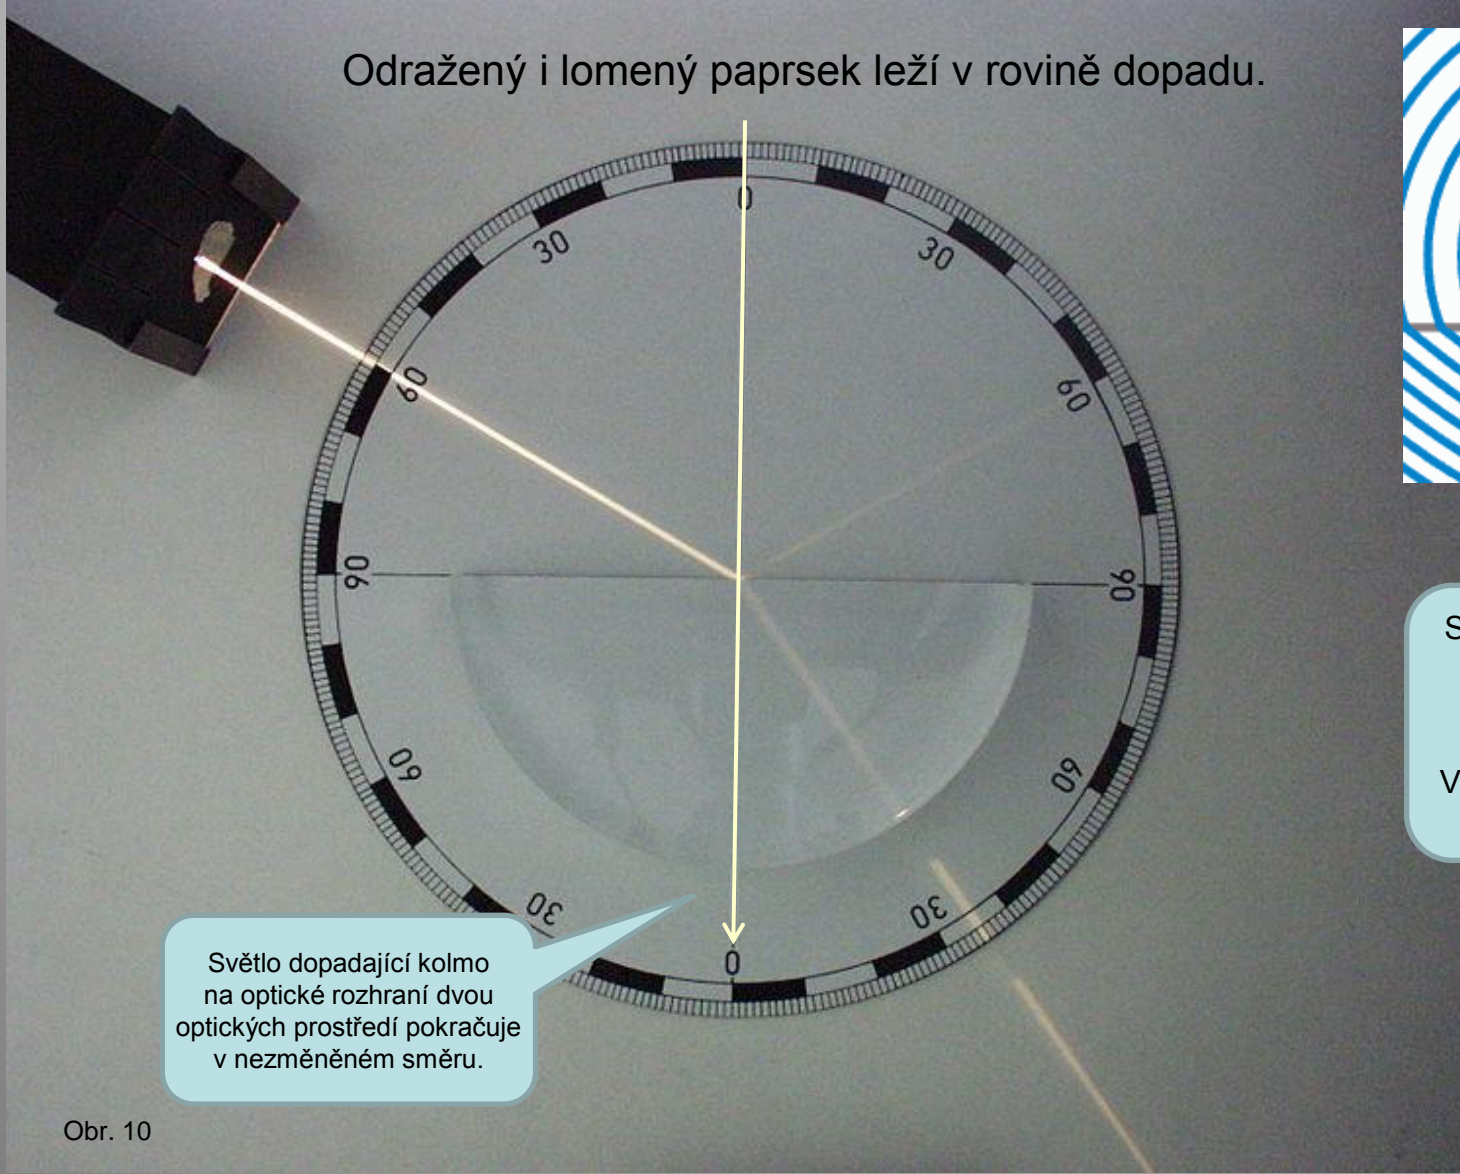 Odražený i lomený paprsek leží v rovině dopadu.
0
30
30
60
60
90
90
60
60
30
30
0
S
V
Světlo dopadající kolmo
na optické rozhraní dvou
optických prostředí pokračuje
v nezměněném směru.
Obr. 10